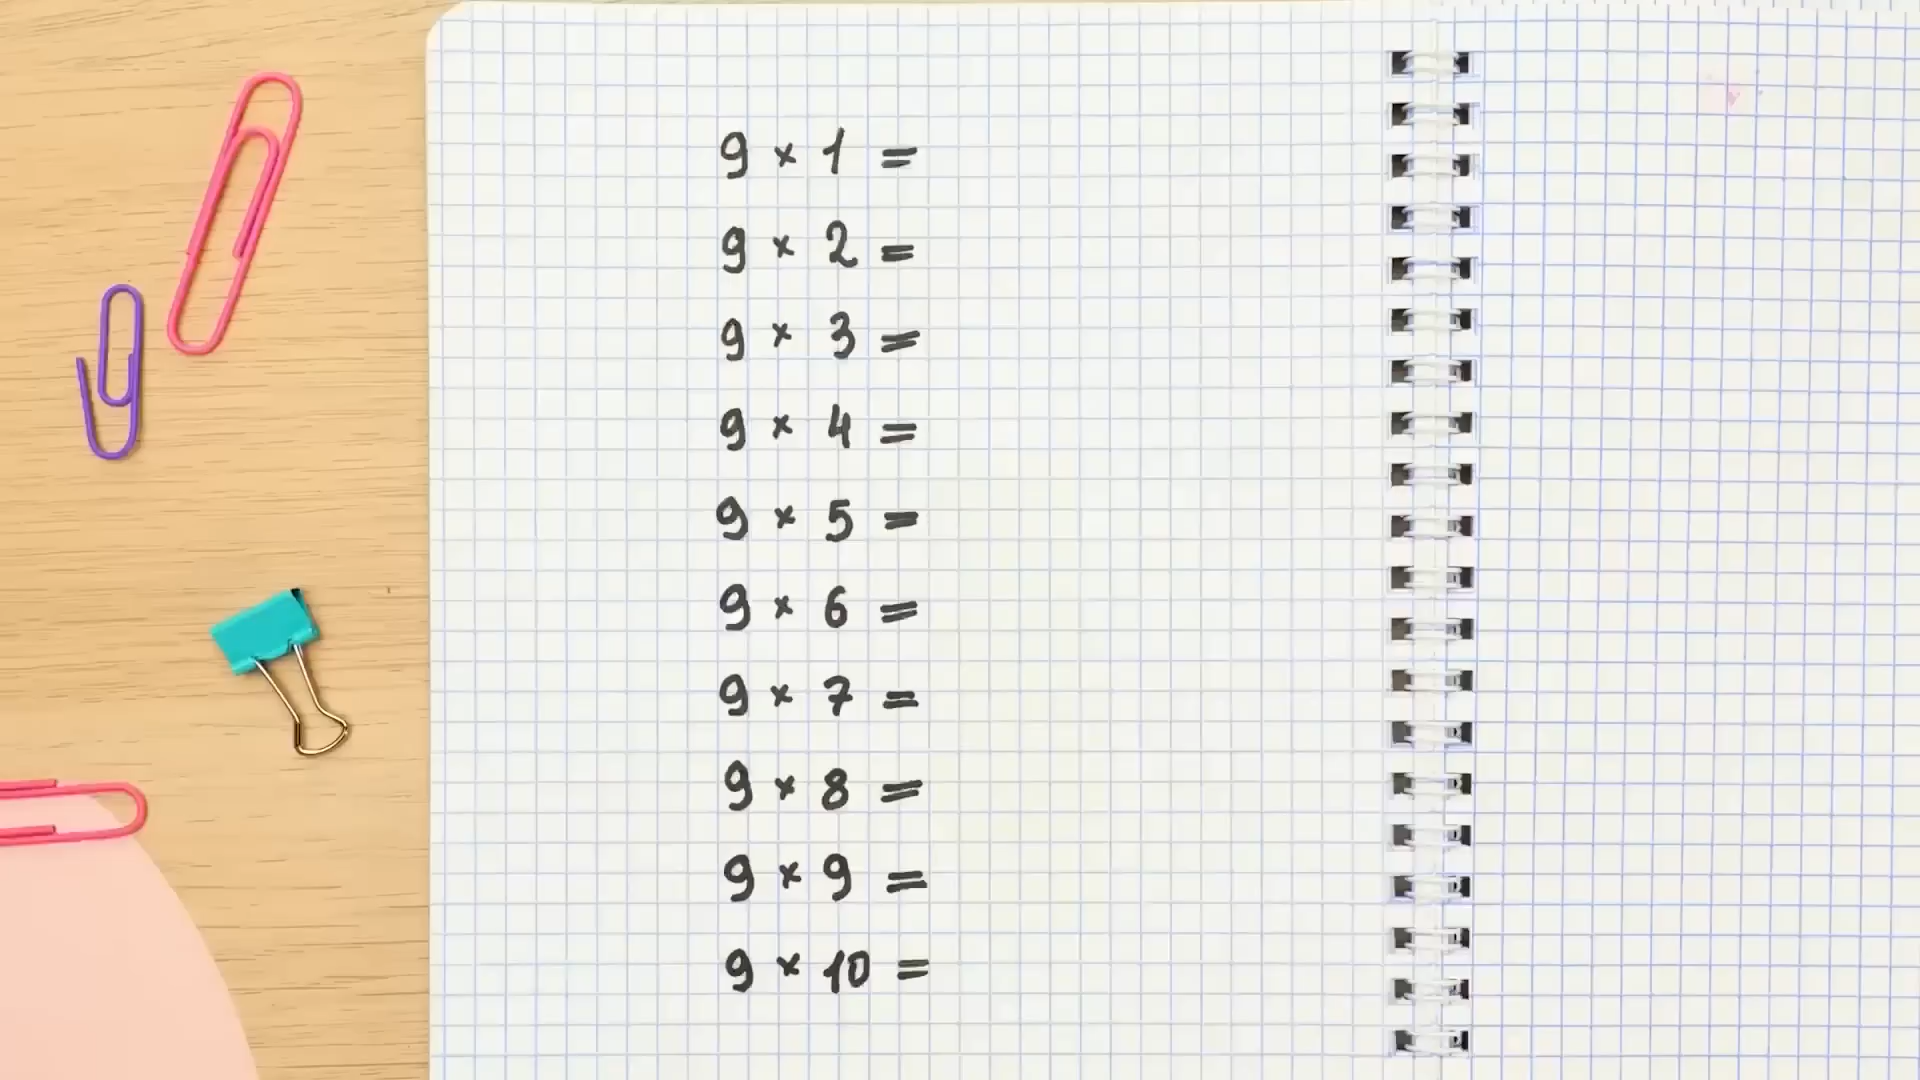 9 × 1 =
9 × 2 =
9 × 3 =
9 × 4 =
9 × 5 =
9 × 6 =
9 × 7 =
9 × 8 =
9 × 9 =
9 × 10 =